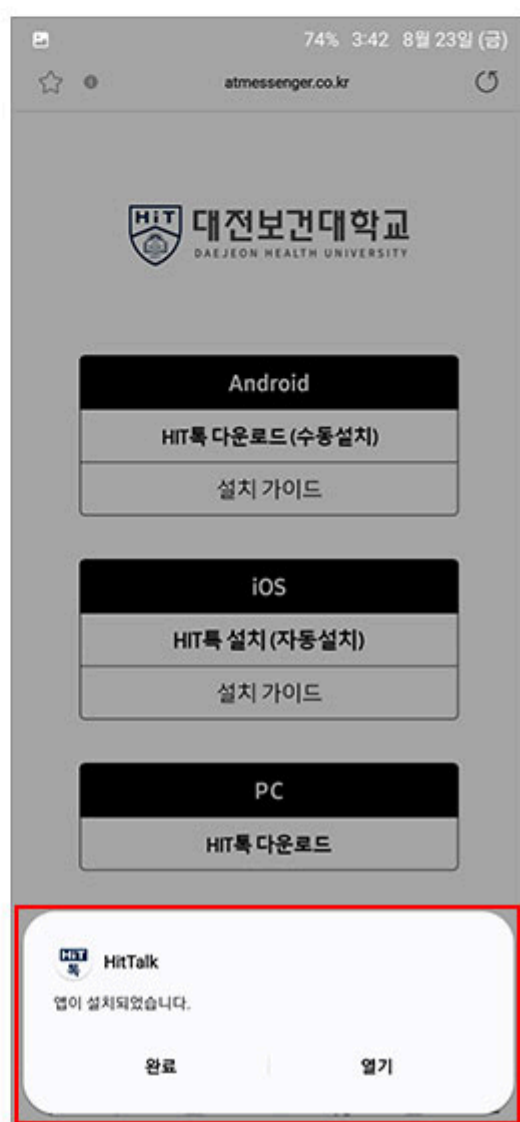 74% 3:42 8월 23일 (금)
atmessenger.co.kr
HiT
대전보건대학교
DAEJEON HEALTH UNIVERSITY
Android
HIT톡 다운로드 (수동설치)
설치 가이드
iOS
HIT톡 설치 (자동설치)
설치 가이드
PC
HIT톡 다운로드
HiT
톡
HitTalk
앱이 설치되었습니다.
완료
열기